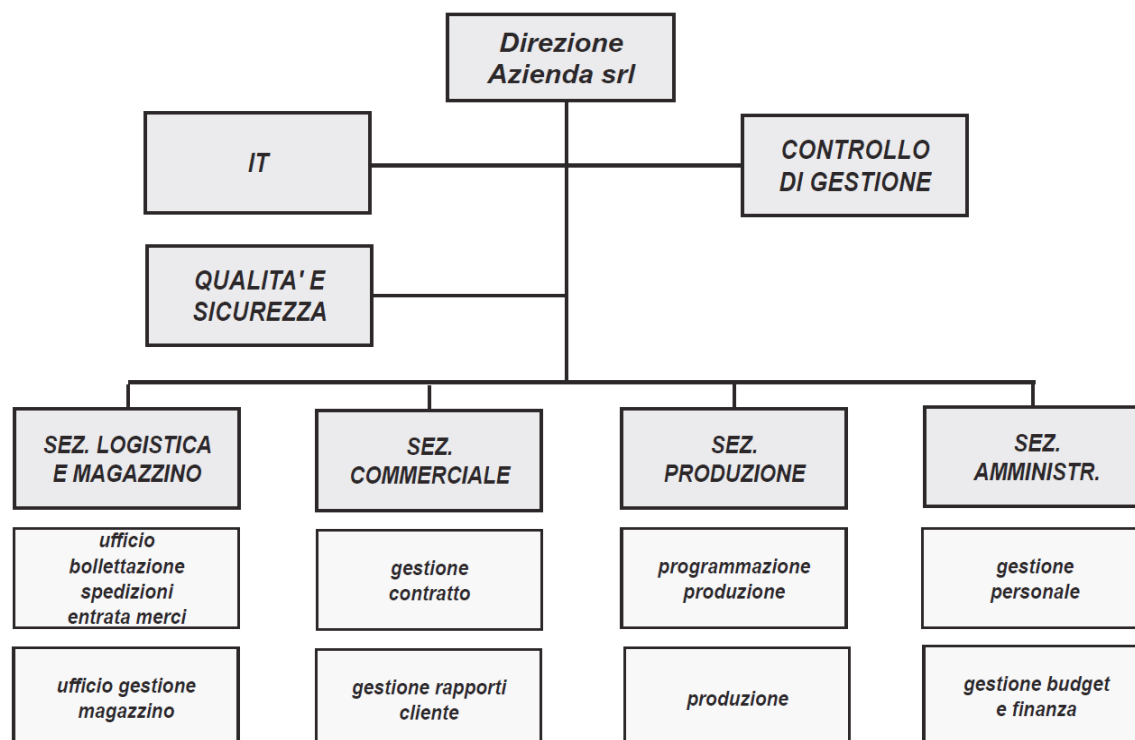 Direzione
Azienda srl
IT
CONTROLLO
DI GESTIONE
QUALITA' E
SICUREZZA
SEZ. LOGISTICA
E MAGAZZINO
SEZ.
COMMERCIALE
SEZ.
PRODUZIONE
SEZ.
AMMINISTR.
ufficio
bollettazione
spedizioni
entrata merci
gestione
contratto
programmazione
produzione
gestione
personale
ufficio gestione
magazzino
gestione rapporti
cliente
produzione
gestione budget
e finanza